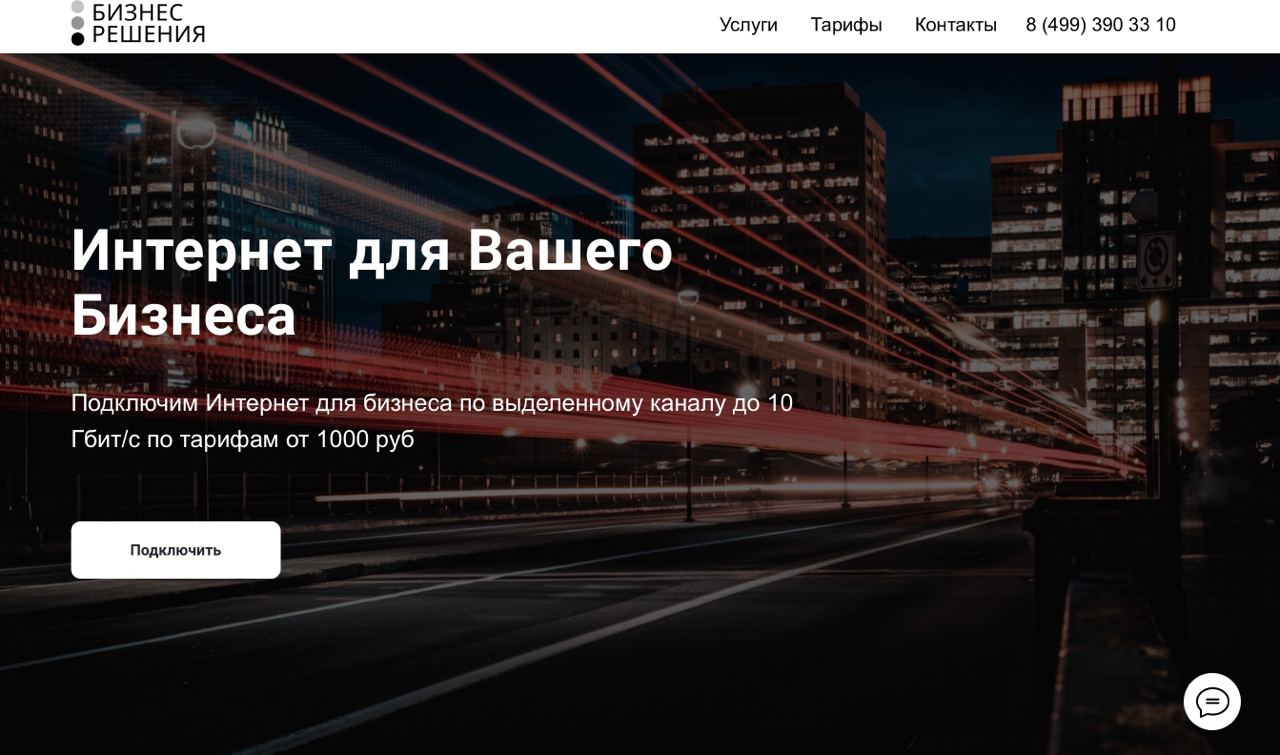 БИЗНЕС
РЕШЕНИЯ
Услуги Тарифы Контакты 8 (499) 390 33 10
Интернет для Вашего
Бизнеса
Подключим Интернет для бизнеса по выделенному каналу до 10
Гбит/с по тарифам от 1000 руб
Подключить